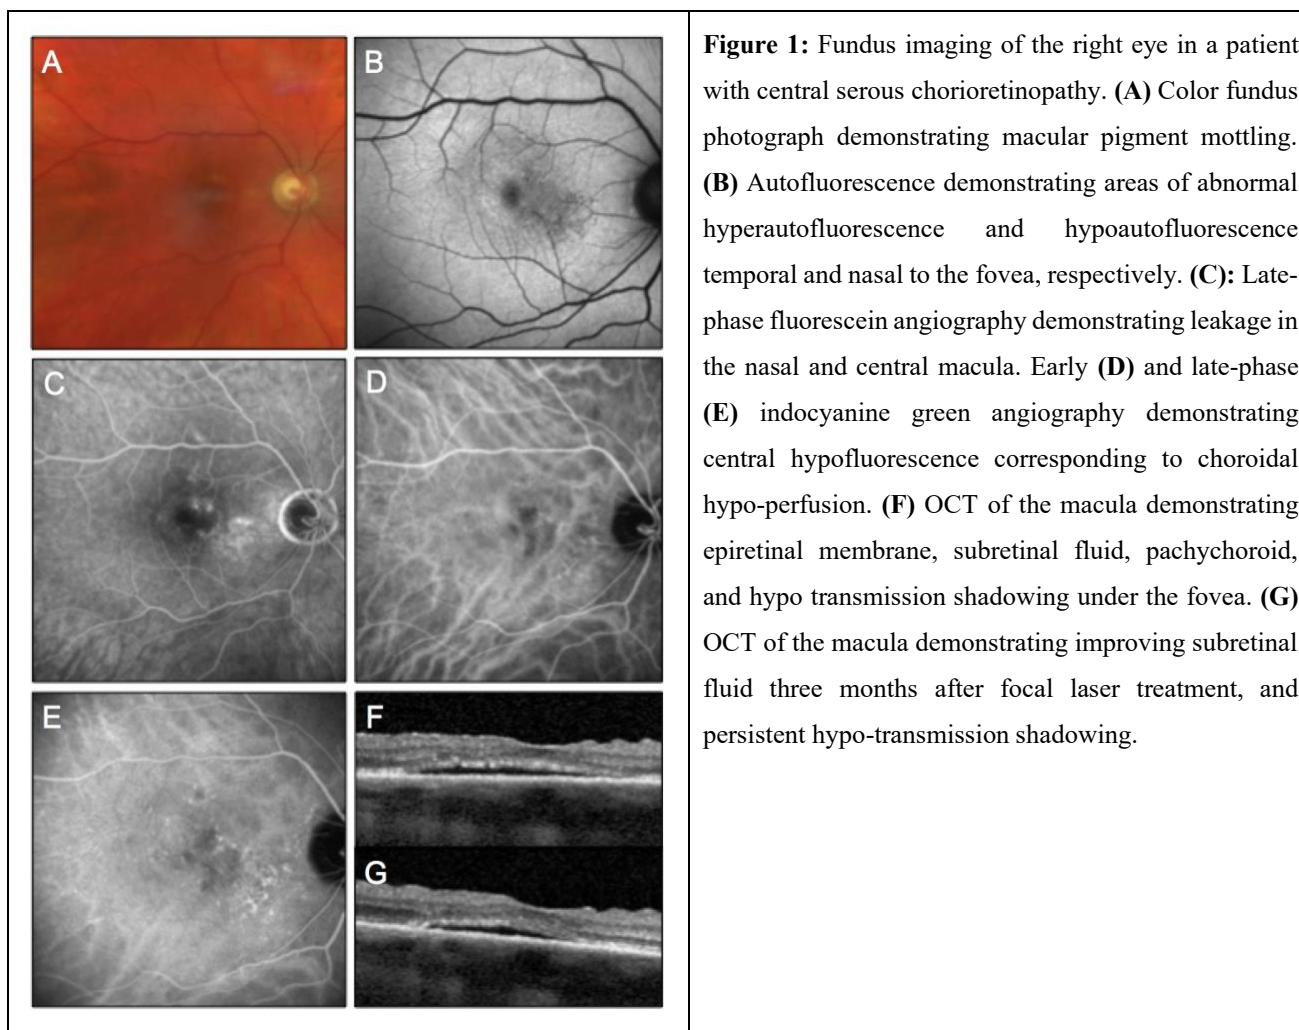 A
B
C
D
E
F
G
Figure 1: Fundus imaging of the right eye in a patient
with central serous chorioretinopathy. (A) Color fundus
photograph demonstrating macular pigment mottling.
(B) Autofluorescence demonstrating areas of abnormal
hyperautofluorescence and hypoautofluorescence
temporal and nasal to the fovea, respectively. (C): Late-
phase fluorescein angiography demonstrating leakage in
the nasal and central macula. Early (D) and late-phase
(E) indocyanine green angiography demonstrating
central hypofluorescence corresponding to choroidal
hypo-perfusion. (F) OCT of the macula demonstrating
epiretinal membrane, subretinal fluid, pachychoroid,
and hypo transmission shadowing under the fovea. (G)
OCT of the macula demonstrating improving subretinal
fluid three months after focal laser treatment, and
persistent hypo-transmission shadowing.